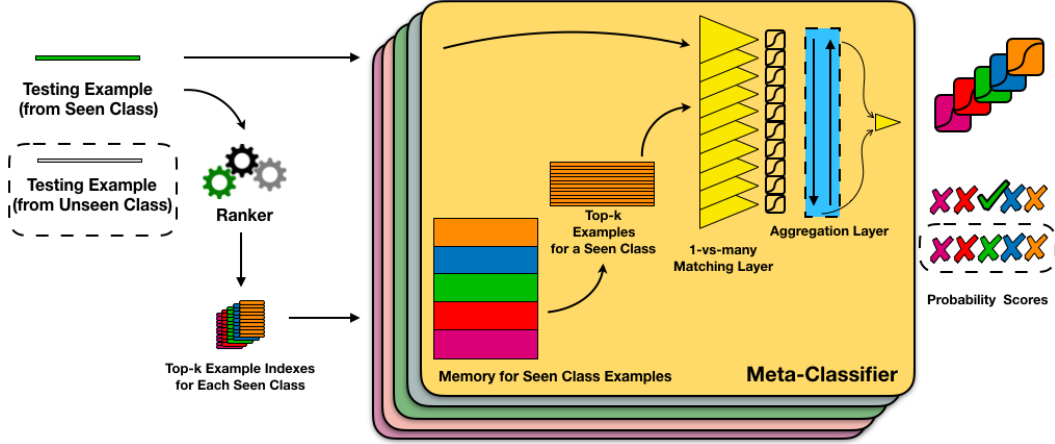 Testing Example
(from Seen Class)
Testing Example
(from Unseen Class)
Ranker
Top-k Example Indexes
for Each Seen Class
Top-k
Examples
for a Seen Class
1-vs-many
Matching Layer
Aggregation Layer
Memory for Seen Class Examples
Meta-Classifier
Probability Scores